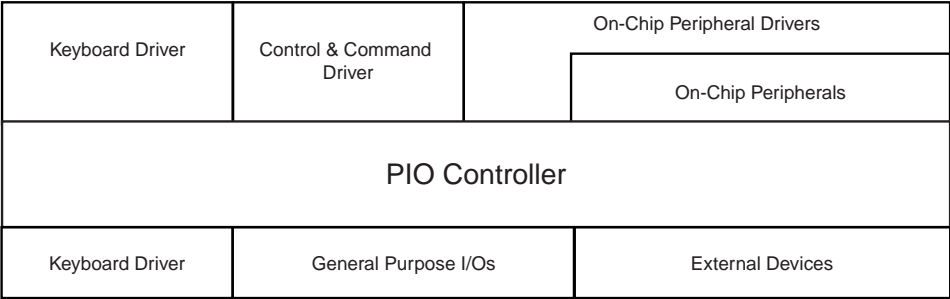 Keyboard Driver
Control & Command
Driver
On-Chip Peripheral Drivers
On-Chip Peripherals
PIO Controller
Keyboard Driver
General Purpose I/Os
External Devices